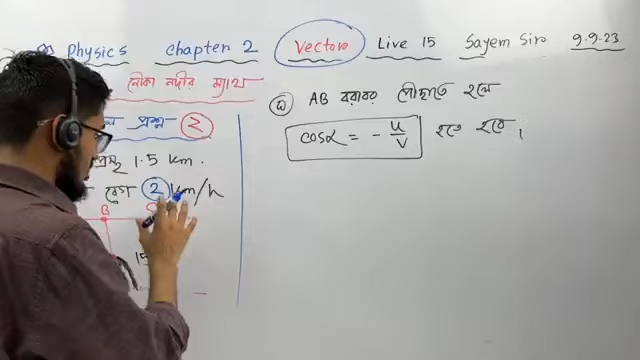 Physics chapter 2 Vector Live 15 Sayem Sir 9.9.23
নৌকা নদীর ম্যাথ
প্রশ্ন ২
1.5 km.
বেগ 2 km/h
B
15
ঘ AB বরাবর পৌঁছাতে হলে
cosα = - u/v হতে হবে।